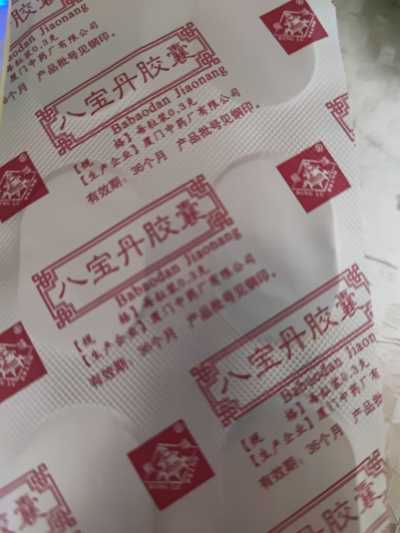 Babaodan Jiaonang
每粒装0.3克
厦门中药厂有限公司
36个月 产品批号见钢印。
八宝丹胶囊
Babaodan Jiaonang
【规 格】每粒装0.3克
【生产企业】厦门中药厂有限公司
有效期：36个月 产品批号见钢印。
八宝丹胶囊
Babaodan Jiaonang
【规 格】每粒装0.3克
【生产企业】厦门中药厂有限公司
有效期：36个月 产品批号见钢印。
八宝丹胶囊
Babaodan Jiaon
【规 格】每粒装0.3克
【生产企业】厦门中药厂有
有效期：36个月 产品批
胶囊